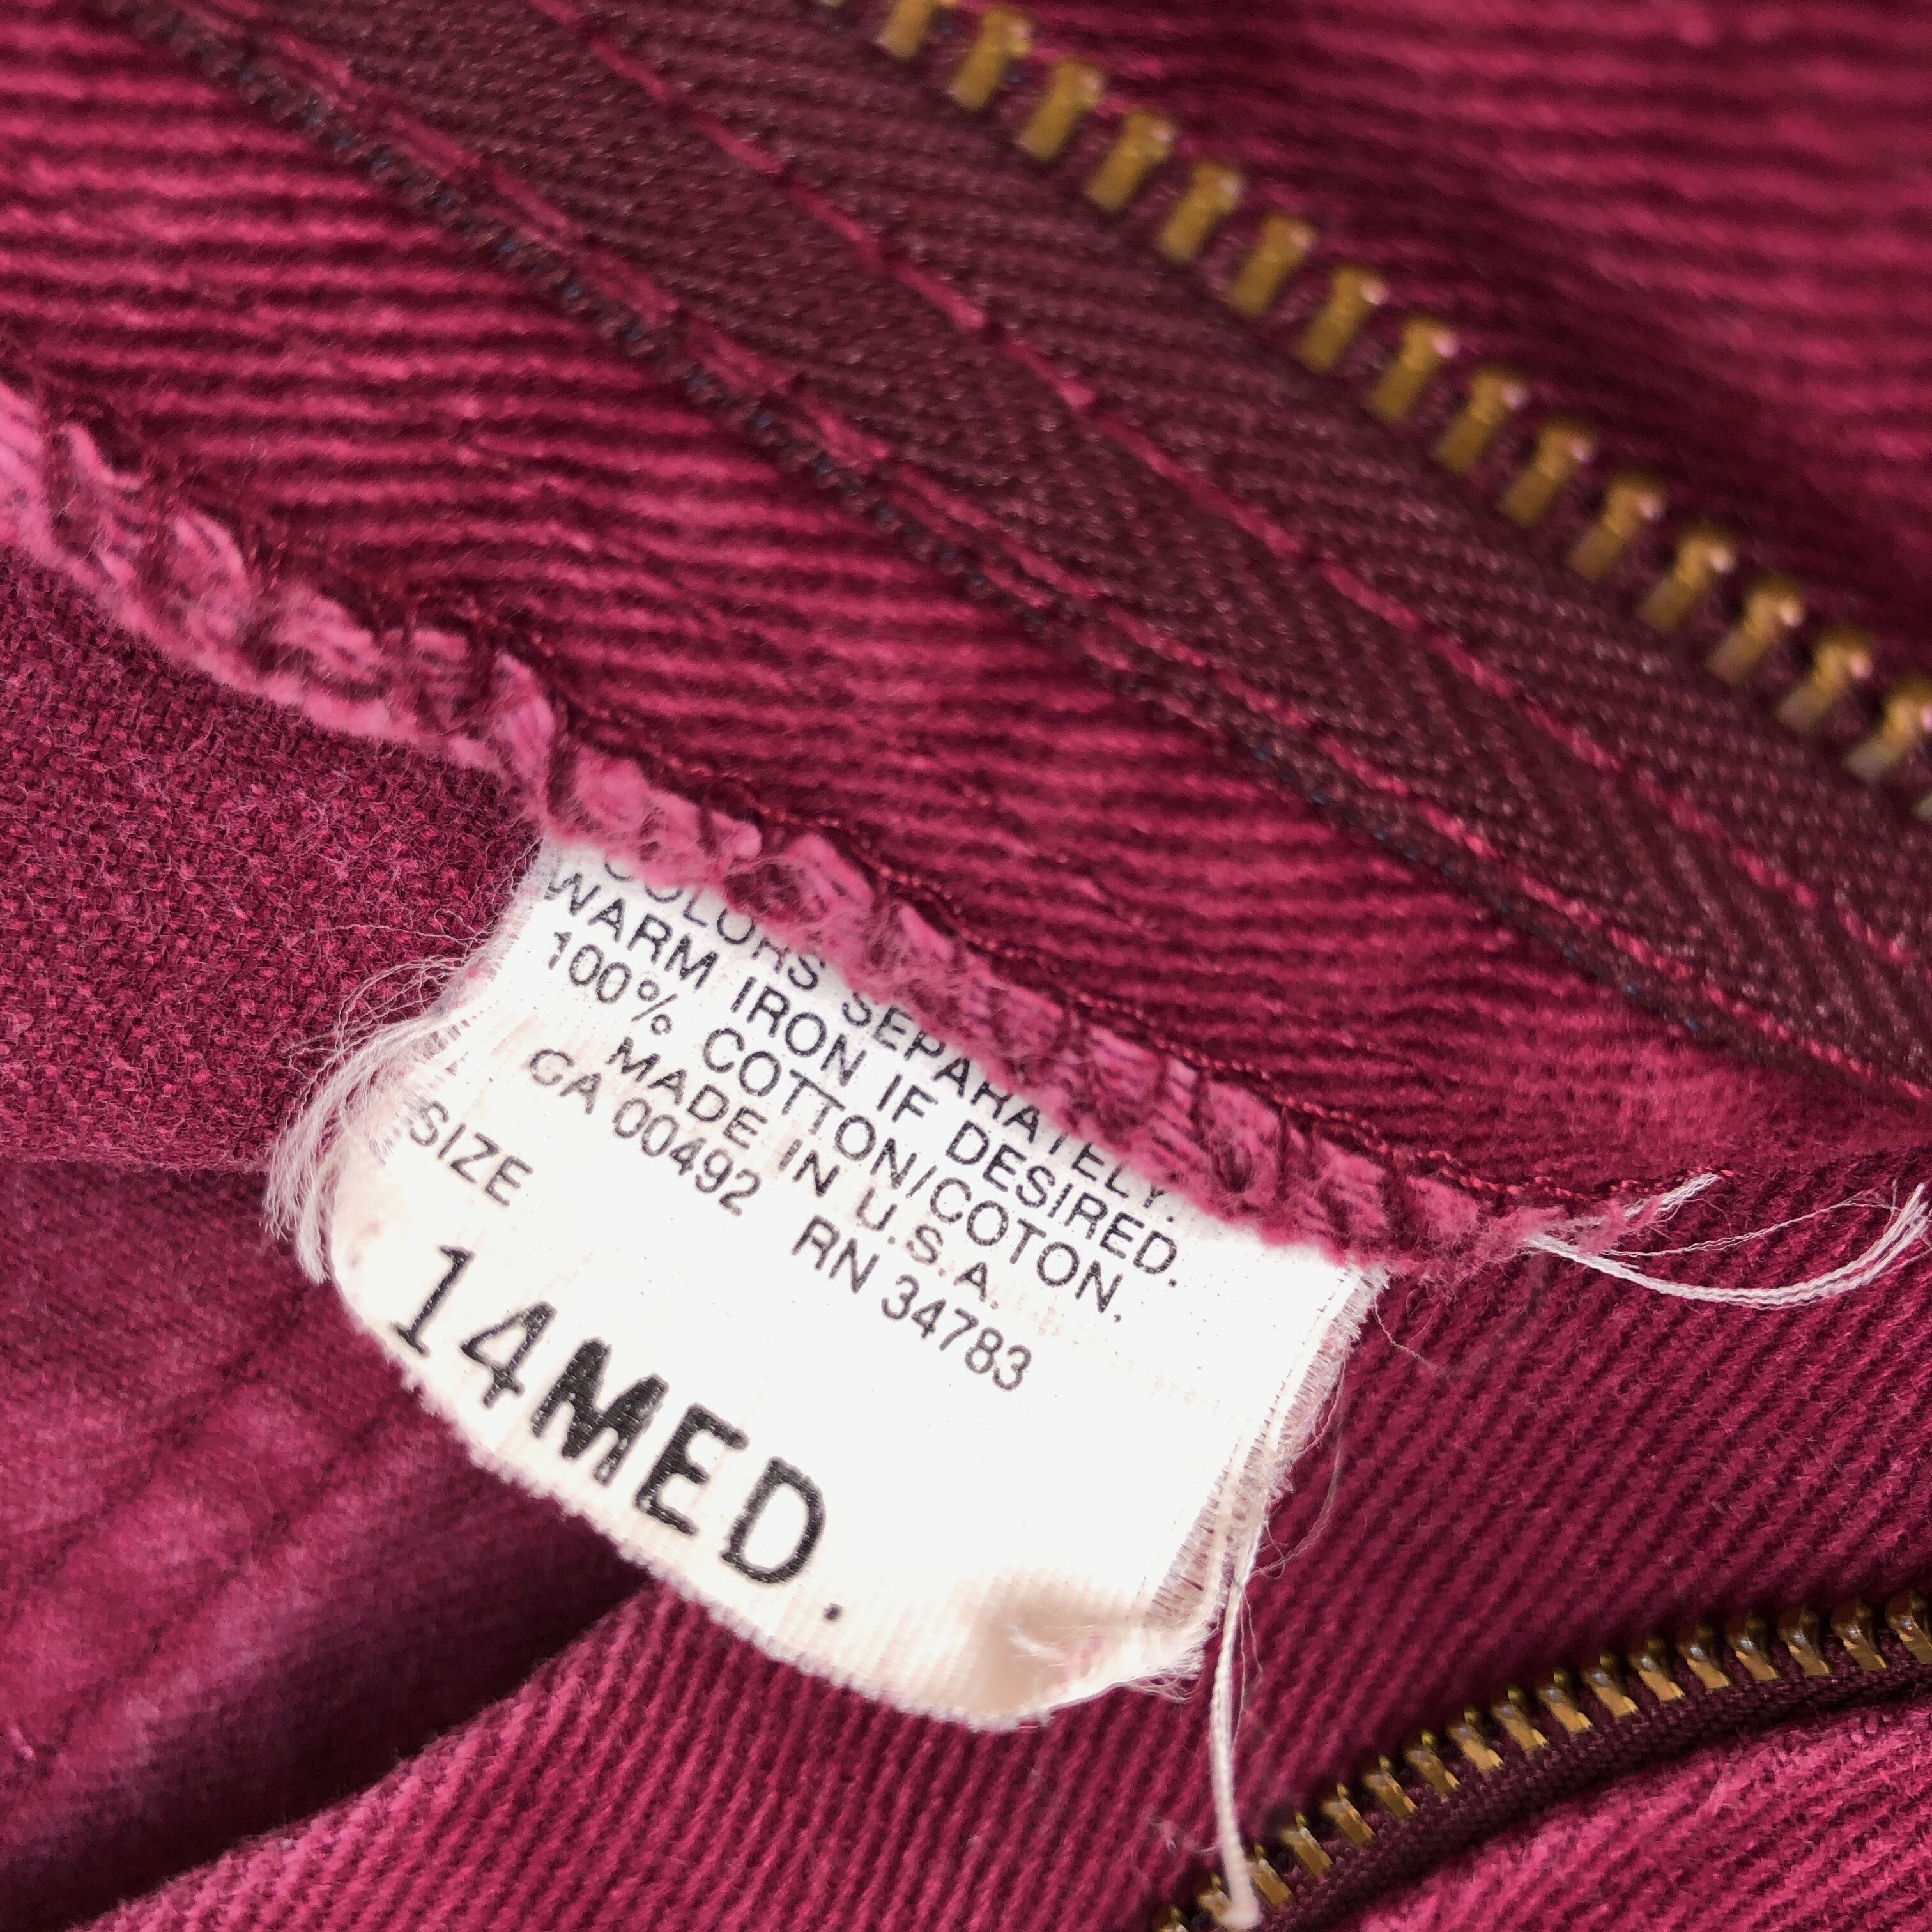 COLORS SEPARATELY.
WARM IRON IF DESIRED.
100% COTTON/COTON,
MADE IN U.S.A.
CA 00492 RN 34783
SIZE
14MED.